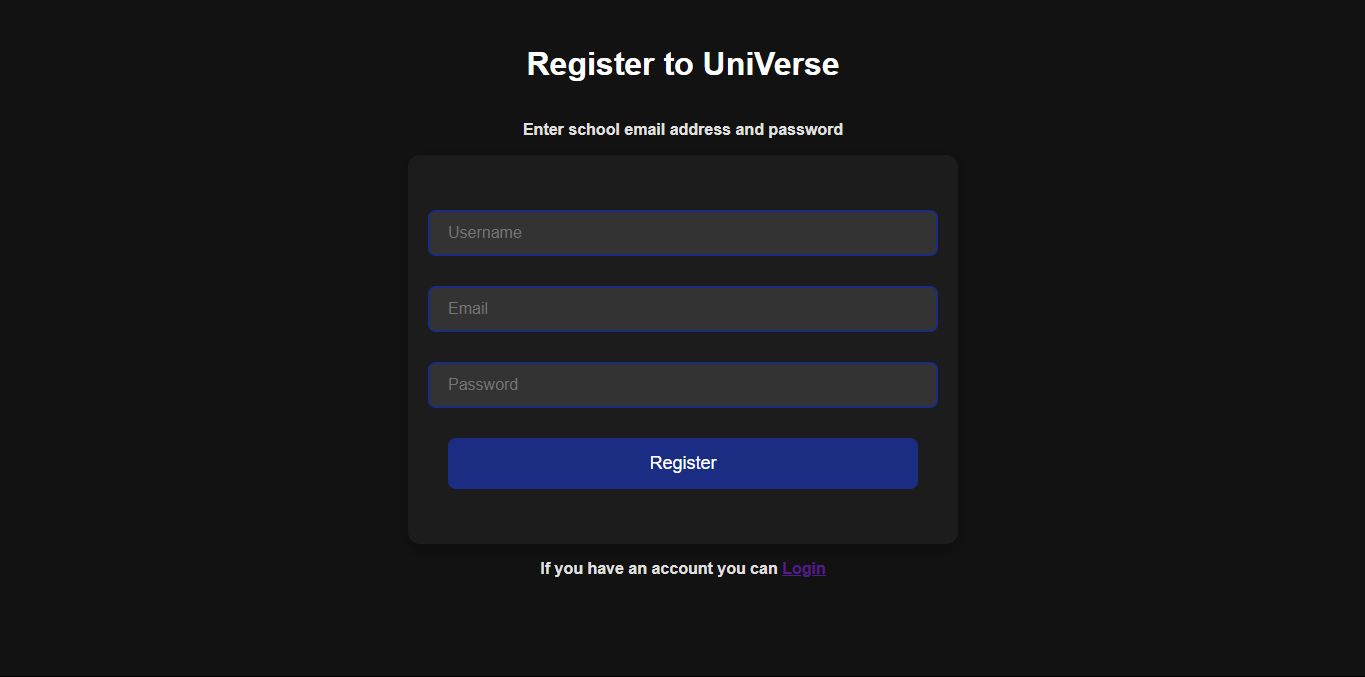 Register to UniVerse
Enter school email address and password
Username
Email
Password
Register
If you have an account you can Login